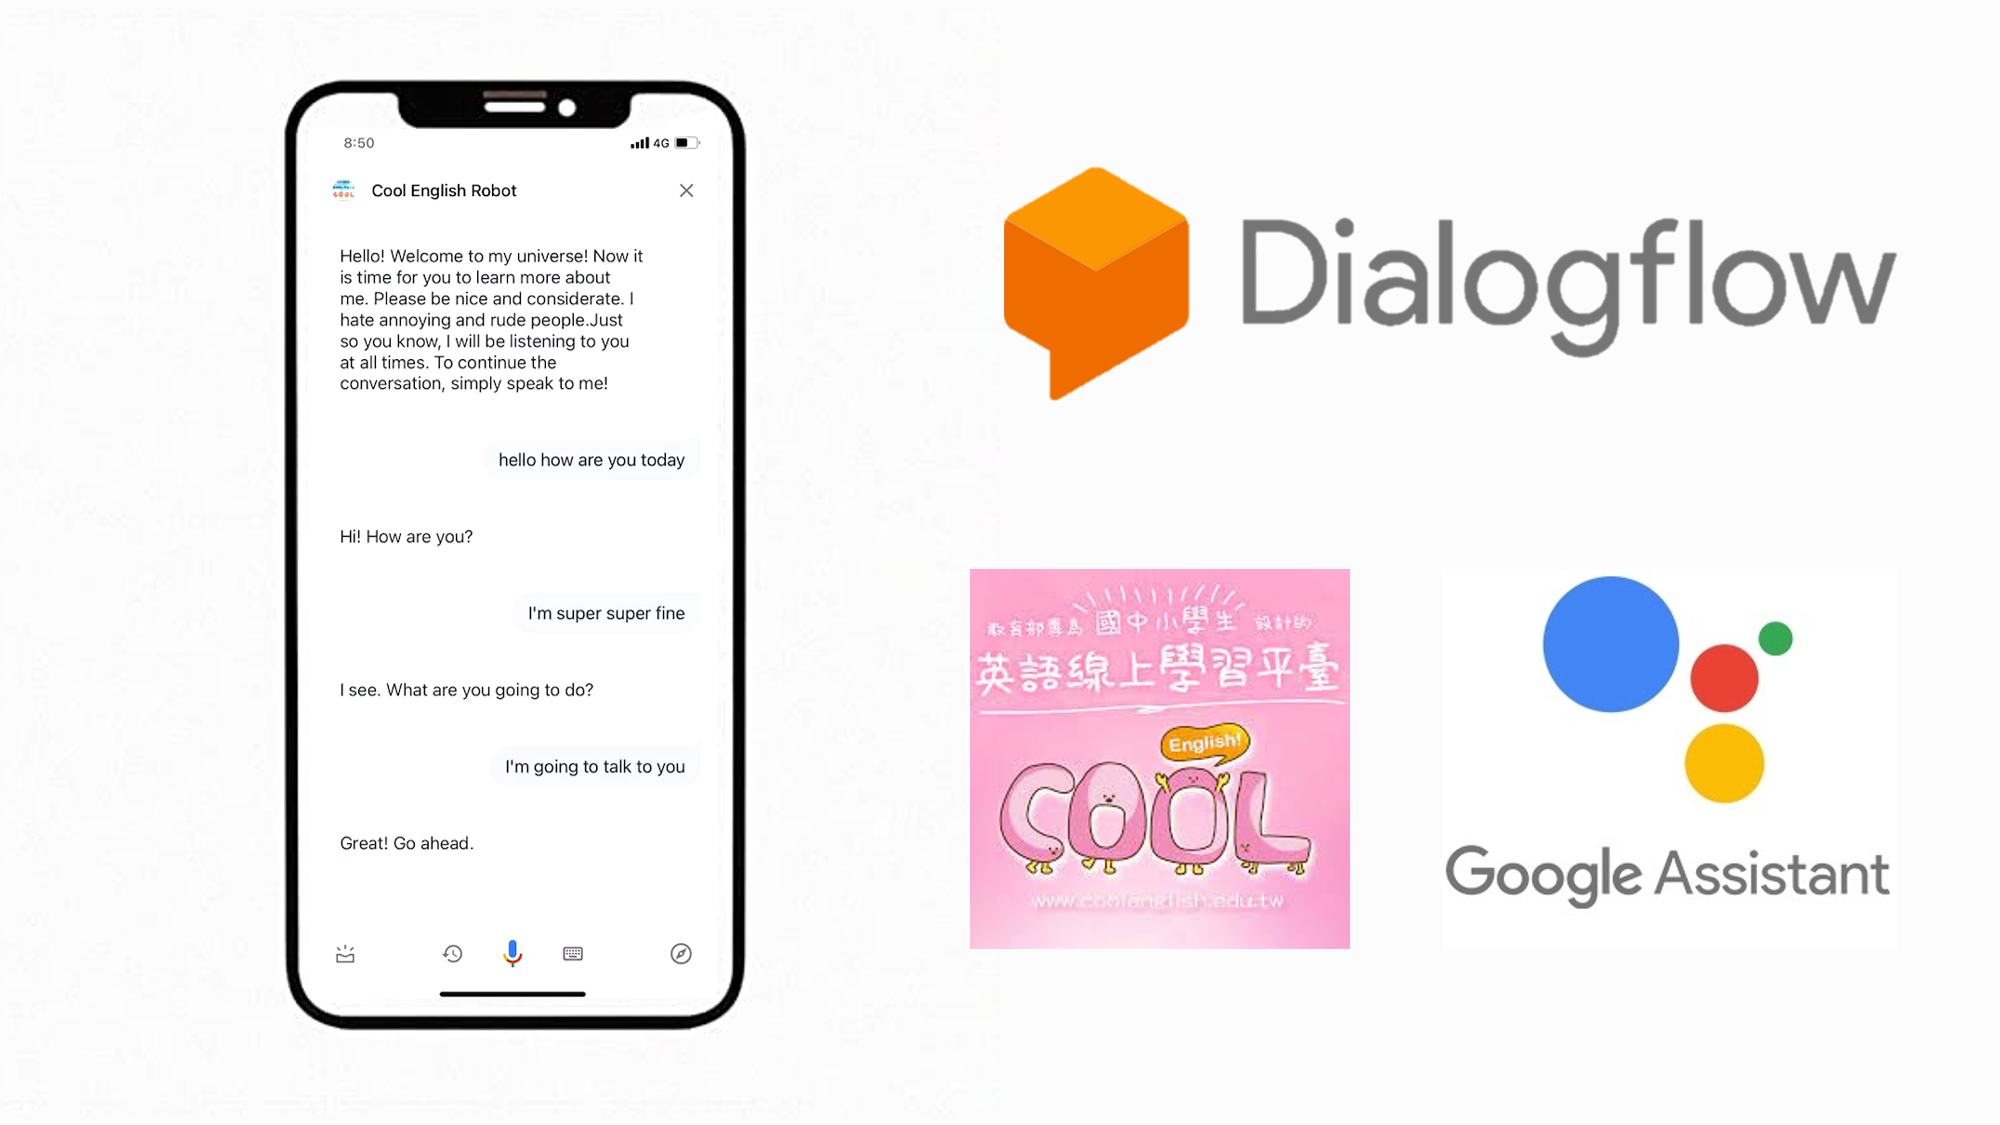 8:50
4G
COOL
Cool English Robot
Hello! Welcome to my universe! Now it
is time for you to learn more about
me. Please be nice and considerate. I
hate annoying and rude people.Just
so you know, I will be listening to you
at all times. To continue the
conversation, simply speak to me!
hello how are you today
Hi! How are you?
I'm super super fine
I see. What are you going to do?
I'm going to talk to you
Great! Go ahead.
Dialogflow
教育部專為 國中小學生 設計的
英語線上學習平臺
English!
COOL
www.coolenglish.edu.tw
Google Assistant